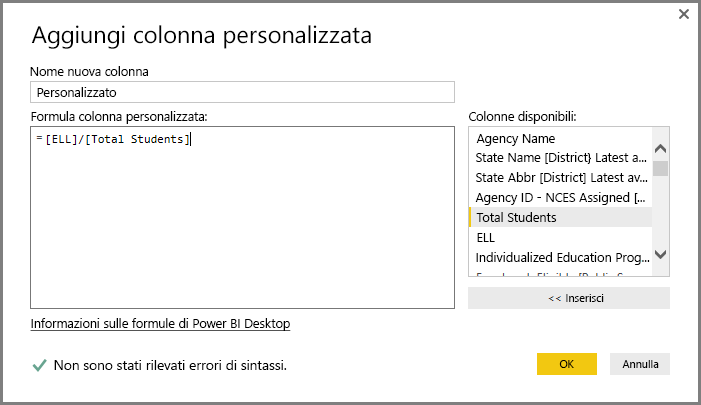 Aggiungi colonna personalizzata
Nome nuova colonna
Personalizzato
Formula colonna personalizzata:
= [ELL]/[Total Students]
Colonne disponibili:
Agency Name
State Name [District} Latest a...
State Abbr [District] Latest av...
Agency ID - NCES Assigned [...
Total Students
ELL
Individualized Education Prog...
<< Inserisci
Informazioni sulle formule di Power BI Desktop
Non sono stati rilevati errori di sintassi.
OK
Annulla